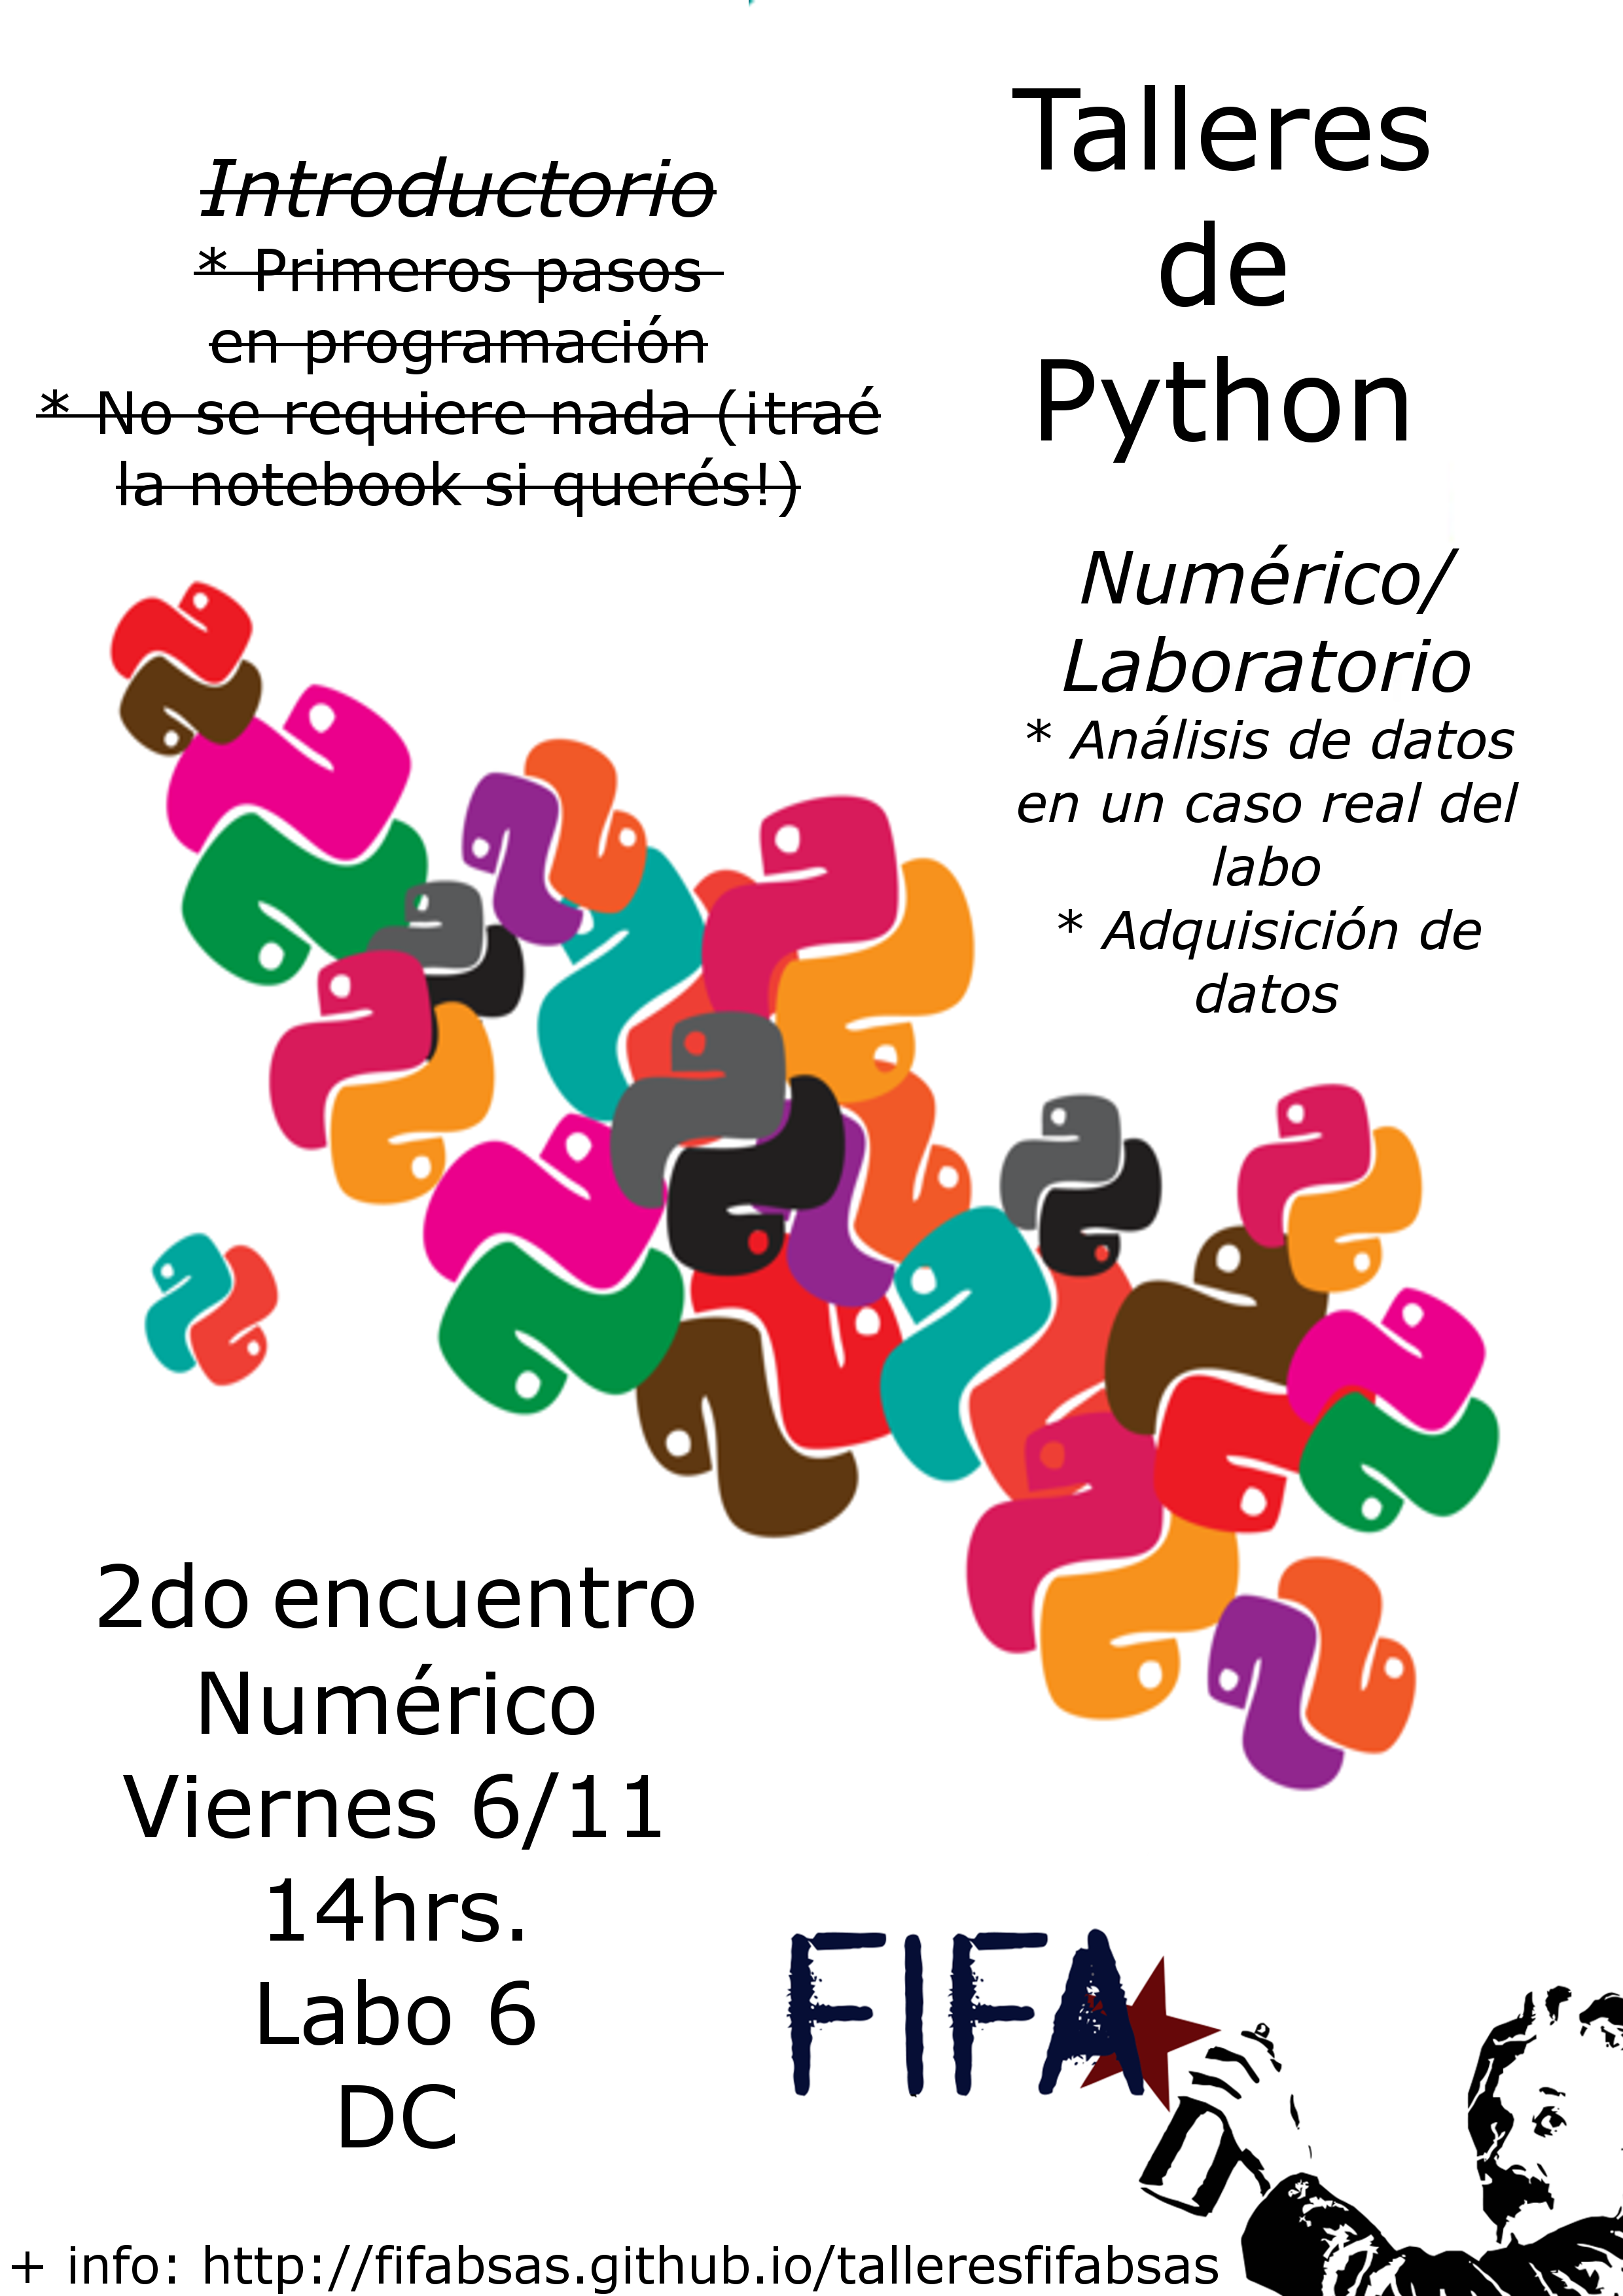 Talleres
de
Python
Introductorio
* Primeros pasos
en programación
* No se requiere nada (¡traé
la notebook si querés!)
Numérico/
Laboratorio
* Análisis de datos
en un caso real del
labo
* Adquisición de
datos
2do encuentro
Numérico
Viernes 6/11
14hrs.
Labo 6
DC
FIFA
+ info: http://fifabsas.github.io/talleresfifabsas